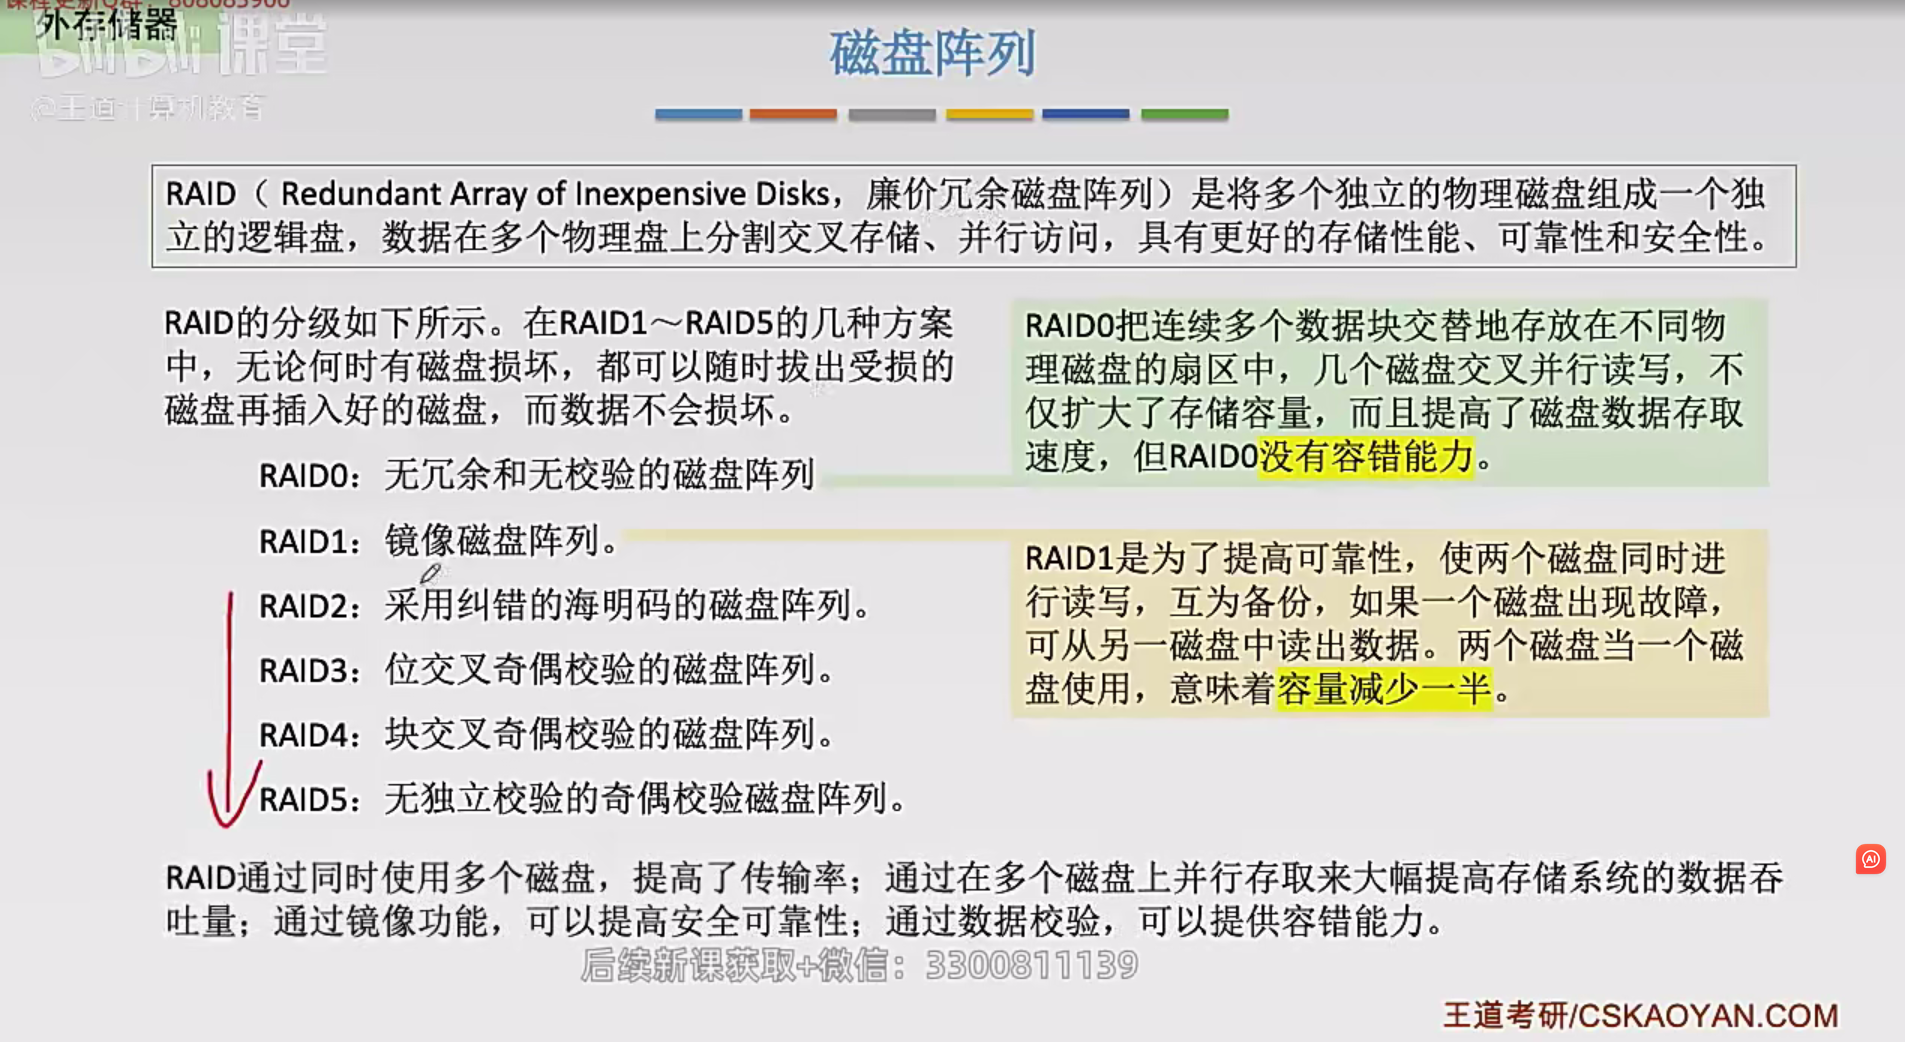 课程更新QQ群：808083900
外存储器
bilibili课堂
@王道计算机教育
磁盘阵列
RAID（ Redundant Array of Inexpensive Disks，廉价冗余磁盘阵列）是将多个独立的物理磁盘组成一个独
立的逻辑盘，数据在多个物理盘上分割交叉存储、并行访问，具有更好的存储性能、可靠性和安全性。
RAID的分级如下所示。在RAID1～RAID5的几种方案
中，无论何时有磁盘损坏，都可以随时拔出受损的
磁盘再插入好的磁盘，而数据不会损坏。
RAID0：无冗余和无校验的磁盘阵列
RAID1：镜像磁盘阵列。
RAID2：采用纠错的海明码的磁盘阵列。
RAID3：位交叉奇偶校验的磁盘阵列。
RAID4：块交叉奇偶校验的磁盘阵列。
RAID5：无独立校验的奇偶校验磁盘阵列。
RAID0把连续多个数据块交替地存放在不同物
理磁盘的扇区中，几个磁盘交叉并行读写，不
仅扩大了存储容量，而且提高了磁盘数据存取
速度，但RAID0没有容错能力。
RAID1是为了提高可靠性，使两个磁盘同时进
行读写，互为备份，如果一个磁盘出现故障，
可从另一磁盘中读出数据。两个磁盘当一个磁
盘使用，意味着容量减少一半。
RAID通过同时使用多个磁盘，提高了传输率；通过在多个磁盘上并行存取来大幅提高存储系统的数据吞
吐量；通过镜像功能，可以提高安全可靠性；通过数据校验，可以提供容错能力。
后续新课获取+微信：3300811139
AI
王道考研/CSKAOYAN.COM